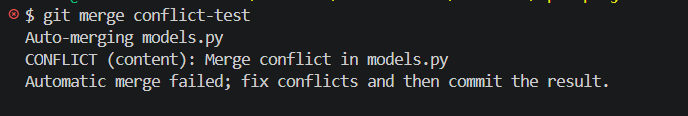 $ git merge conflict-test
Auto-merging models.py
CONFLICT (content): Merge conflict in models.py
Automatic merge failed; fix conflicts and then commit the result.